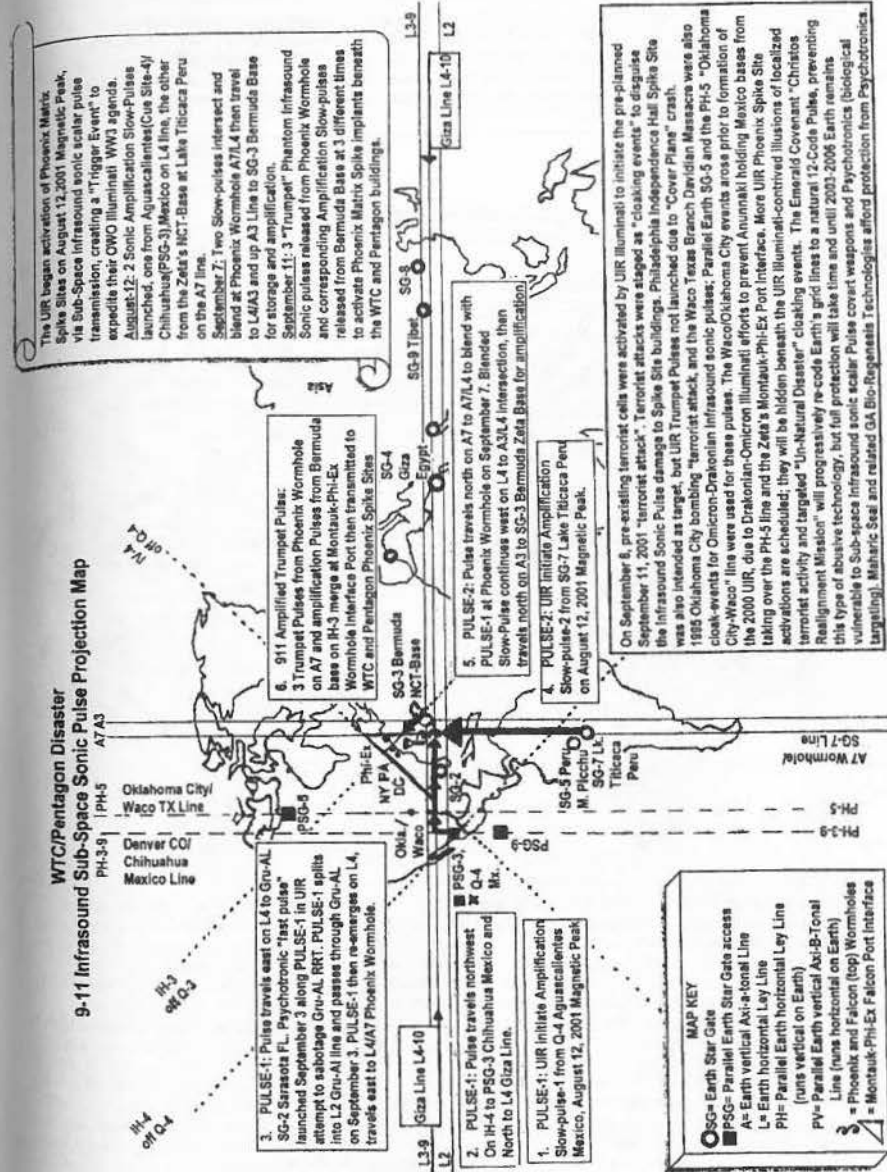 WTC/Pentagon Disaster
9-11 Infrasound Sub-Space Sonic Pulse Projection Map
PH-3-9
PH-5
A7 A3
Denver CO/
Chihuahua
Mexico Line
Oklahoma City/
Waco TX Line
IH-3
off Q-3
IH-4
off Q-4
IV-4
off Q-4
The UIR began activation of Phoenix Matrix
Spike Sites on August 12,2001 Magnetic Peak,
via Sub-Space Infrasound sonic scalar pulse
transmission, creating a "Trigger Event" to
expedite their OWO Illuminati WW3 agenda.
August-12: 2 Sonic Amplification Slow-Pulses
launched, one from Aguascalientes(Cue Site-4)/
Chihuahua(PSG-3),Mexico on L4 line, the other
from the Zeta's NCT-Base at Lake Titicaca Peru
on the A7 line.
September 7: Two Slow-pulses intersect and
blend at Phoenix Wormhole A7/L4 then travel
to L4/A3 and up A3 Line to SG-3 Bermuda Base
for storage and amplification.
September 11: 3 "Trumpet" Phantom Infrasound
Sonic pulses released from Phoenix Wormhole
and corresponding Amplification Slow-pulses
released from Bermuda Base at 3 different times
to activate Phoenix Matrix Spike implants beneath
the WTC and Pentagon buildings.
Asia
3. PULSE-1: Pulse travels east on L4 to Gru-AL
SG-2 Sarasota FL. Psychotronic "fast pulse"
launched September 3 along PULSE-1 in UIR
attempt to sabotage Gru-AL RRT. PULSE-1 splits
into L2 Gru-Al line and passes through Gru-AL
on September 3. PULSE-1 then re-emerges on L4,
travels east to L4/A7 Phoenix Wormhole.
PSG-5
Phi-Ex
NY PA
DC
Okla./
Waco
SG-2
SG-3 Bermuda
NCT-Base
6. 911 Amplified Trumpet Pulse:
3 Trumpet Pulses from Phoenix Wormhole
on A7 and amplification Pulses from Bermuda
base on IH-3 merge at Montauk-Phi-Ex
Wormhole Interface Port then transmitted to
WTC and Pentagon Phoenix Spike Sites
SG-4
Giza
Egypt
SG-9 Tibet
SG-8
L3-9
Giza Line L4-10
L2
L3-9
Giza Line L4-10
L2
2. PULSE-1: Pulse travels northwest
On IH-4 to PSG-3 Chihuahua Mexico and
North to L4 Giza Line.
PSG-3,
Q-4
Mx.
PSG-9
1. PULSE-1: UIR initiate Amplification
Slow-pulse-1 from Q-4 Aguascalientes
Mexico, August 12, 2001 Magnetic Peak
5. PULSE-2: Pulse travels north on A7 to A7/L4 to blend with
PULSE-1 at Phoenix Wormhole on September 7. Blended
Slow-Pulse continues west on L4 to A3/L4 intersection, then
travels north on A3 to SG-3 Bermuda Zeta Base for amplification.
4. PULSE-2: UIR initiate Amplification
Slow-pulse-2 from SG-7 Lake Titicaca Peru
on August 12, 2001 Magnetic Peak.
SG-5 Peru
M. Picchu
SG-7 Lk.
Titicaca
Peru
PH-3-9
PH-5
A7 Wormhole/
SG-7 Line
MAP KEY
SG= Earth Star Gate
PSG= Parallel Earth Star Gate access
A= Earth vertical Axi-a-tonal Line
L= Earth horizontal Ley Line
PH= Parallel Earth horizontal Ley Line
(runs vertical on Earth)
PV= Parallel Earth vertical Axi-B-Tonal
Line (runs horizontal on Earth)
= Phoenix and Falcon (top) Wormholes
= Montauk-Phi-Ex Falcon Port Interface
On September 8, pre-existing terrorist cells were activated by UIR Illuminati to initiate the pre-planned
September 11, 2001 "terrorist attack". Terrorist attacks were staged as "cloaking events" to disguise
the Infrasound Sonic Pulse damage to Spike Site buildings. Philadelphia Independence Hall Spike Site
was also intended as target, but UIR Trumpet Pulses not launched due to "Cover Plane" crash.
1995 Oklahoma City bombing "terrorist attack, and the Waco Texas Branch Davidian Massacre were also
cloak-events for Omicron-Drakonian Infrasound sonic pulses; Parallel Earth SG-5 and the PH-5 "Oklahoma
City-Waco" line were used for these pulses. The Waco/Oklahoma City events arose prior to formation of
the 2000 UIR, due to Drakonian-Omicron Illuminati efforts to prevent Anunnaki holding Mexico bases from
taking over the PH-5 line and the Zeta's Montauk-Phi-Ex Port Interface. More UIR Phoenix Spike Site
activations are scheduled; they will be hidden beneath the UIR Illuminati-contrived illusions of localized
terrorist activity and targeted "Un-Natural Disaster" cloaking events. The Emerald Covenant "Christos
Realignment Mission" will progressively re-code Earth's grid lines to a natural 12-Code Pulse, preventing
this type of abusive technology, but full protection will take time and until 2003-2006 Earth remains
vulnerable to Sub-space Infrasound sonic scalar Pulse covert weapons and Psychotronics (biological
targeting). Maharic Seal and related GA Bio-Regenesis Technologies afford protection from Psychotronics.